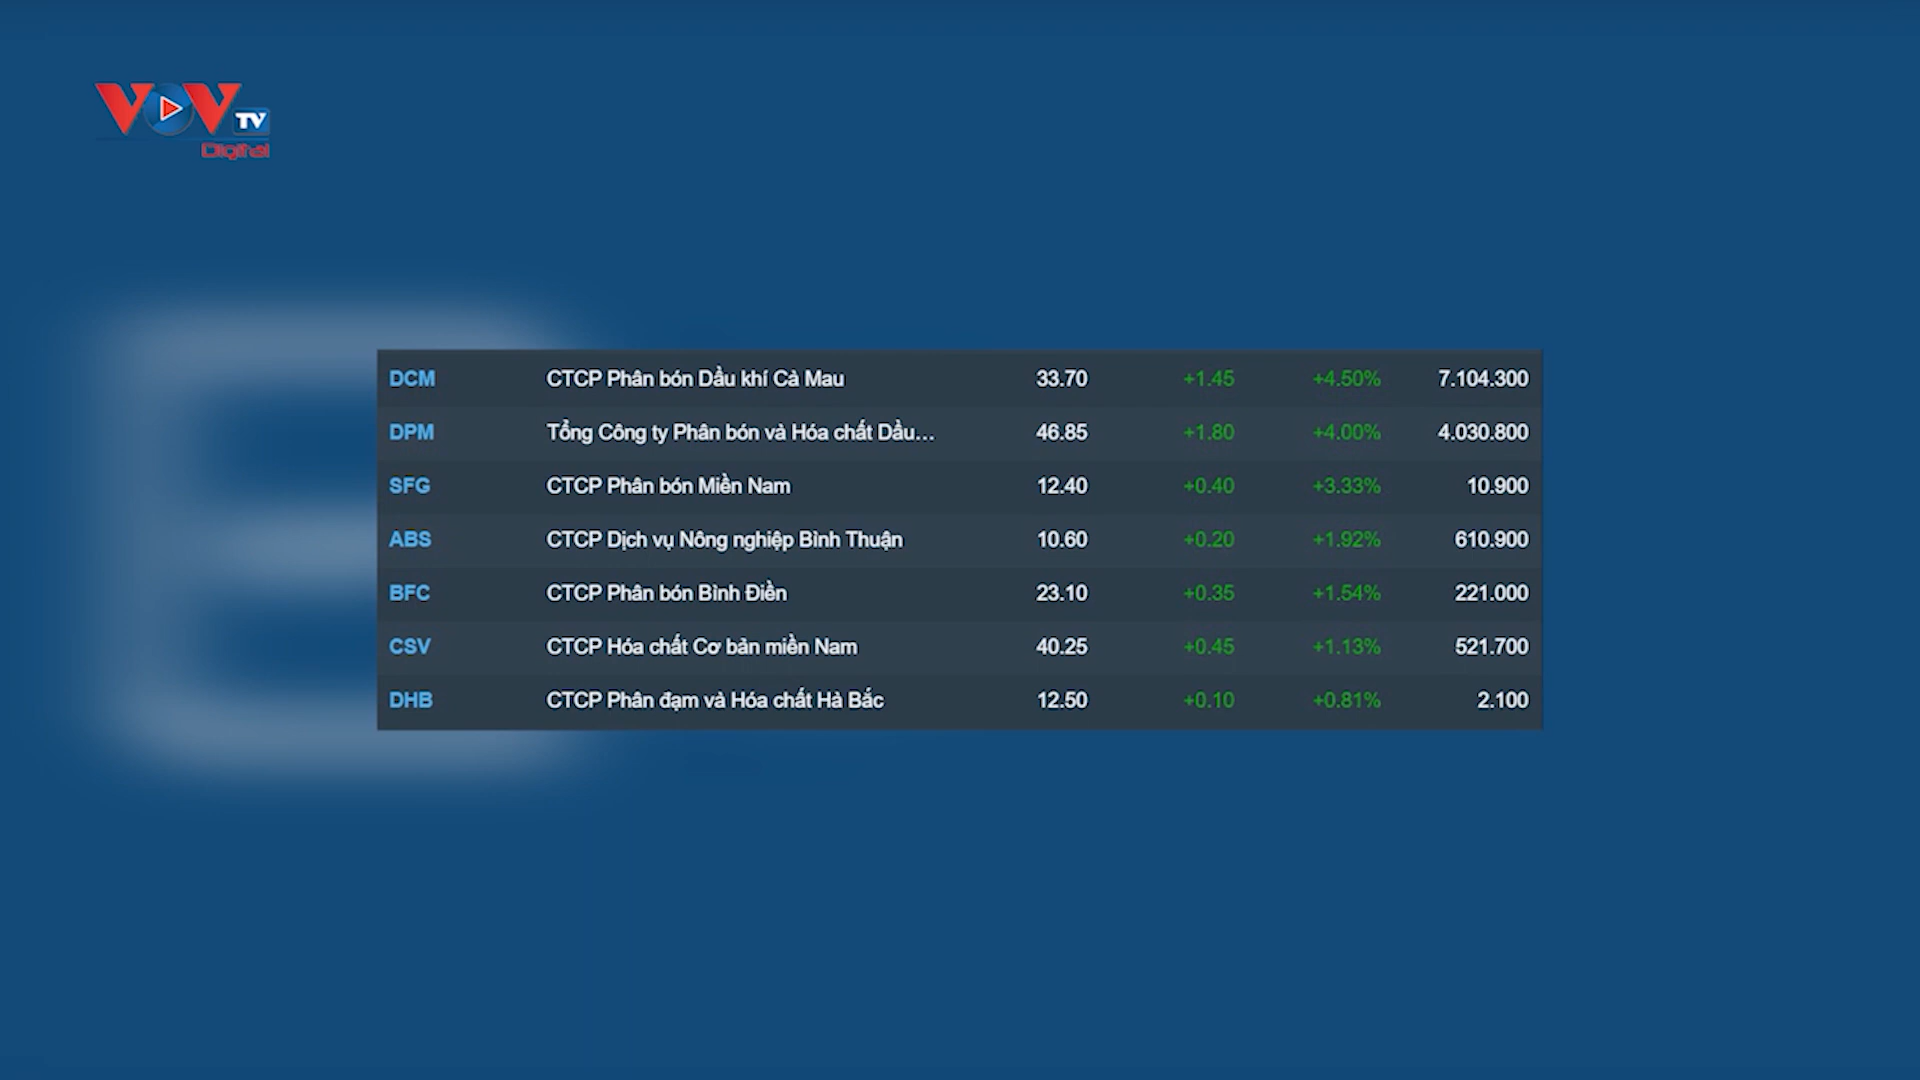 VOV TV
Digital
DCM CTCP Phân bón Dầu khí Cà Mau 33.70 +1.45 +4.50% 7.104.300
DPM Tổng Công ty Phân bón và Hóa chất Dầu... 46.85 +1.80 +4.00% 4.030.800
SFG CTCP Phân bón Miền Nam 12.40 +0.40 +3.33% 10.900
ABS CTCP Dịch vụ Nông nghiệp Bình Thuận 10.60 +0.20 +1.92% 610.900
BFC CTCP Phân bón Bình Điền 23.10 +0.35 +1.54% 221.000
CSV CTCP Hóa chất Cơ bản miền Nam 40.25 +0.45 +1.13% 521.700
DHB CTCP Phân đạm và Hóa chất Hà Bắc 12.50 +0.10 +0.81% 2.100